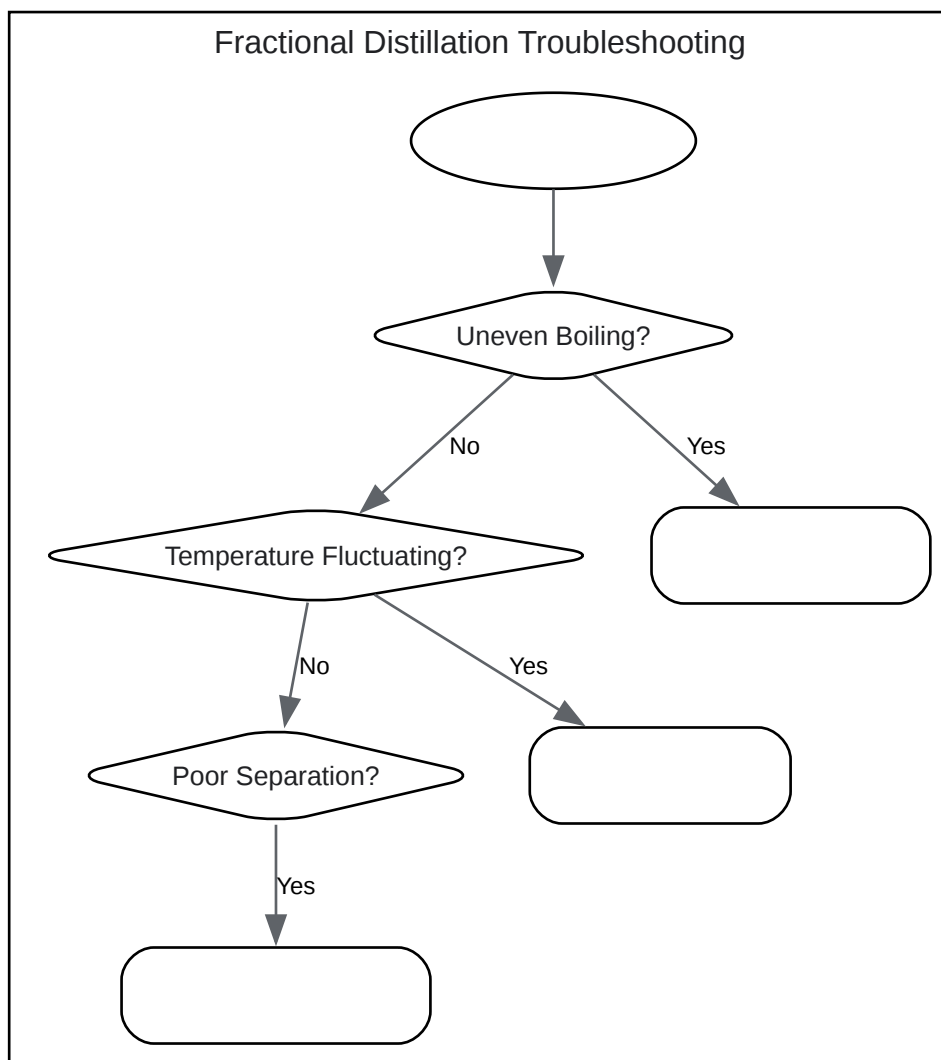 Fractional Distillation Troubleshooting
Uneven Boiling?
No
Yes
Temperature Fluctuating?
No
Yes
Poor Separation?
Yes